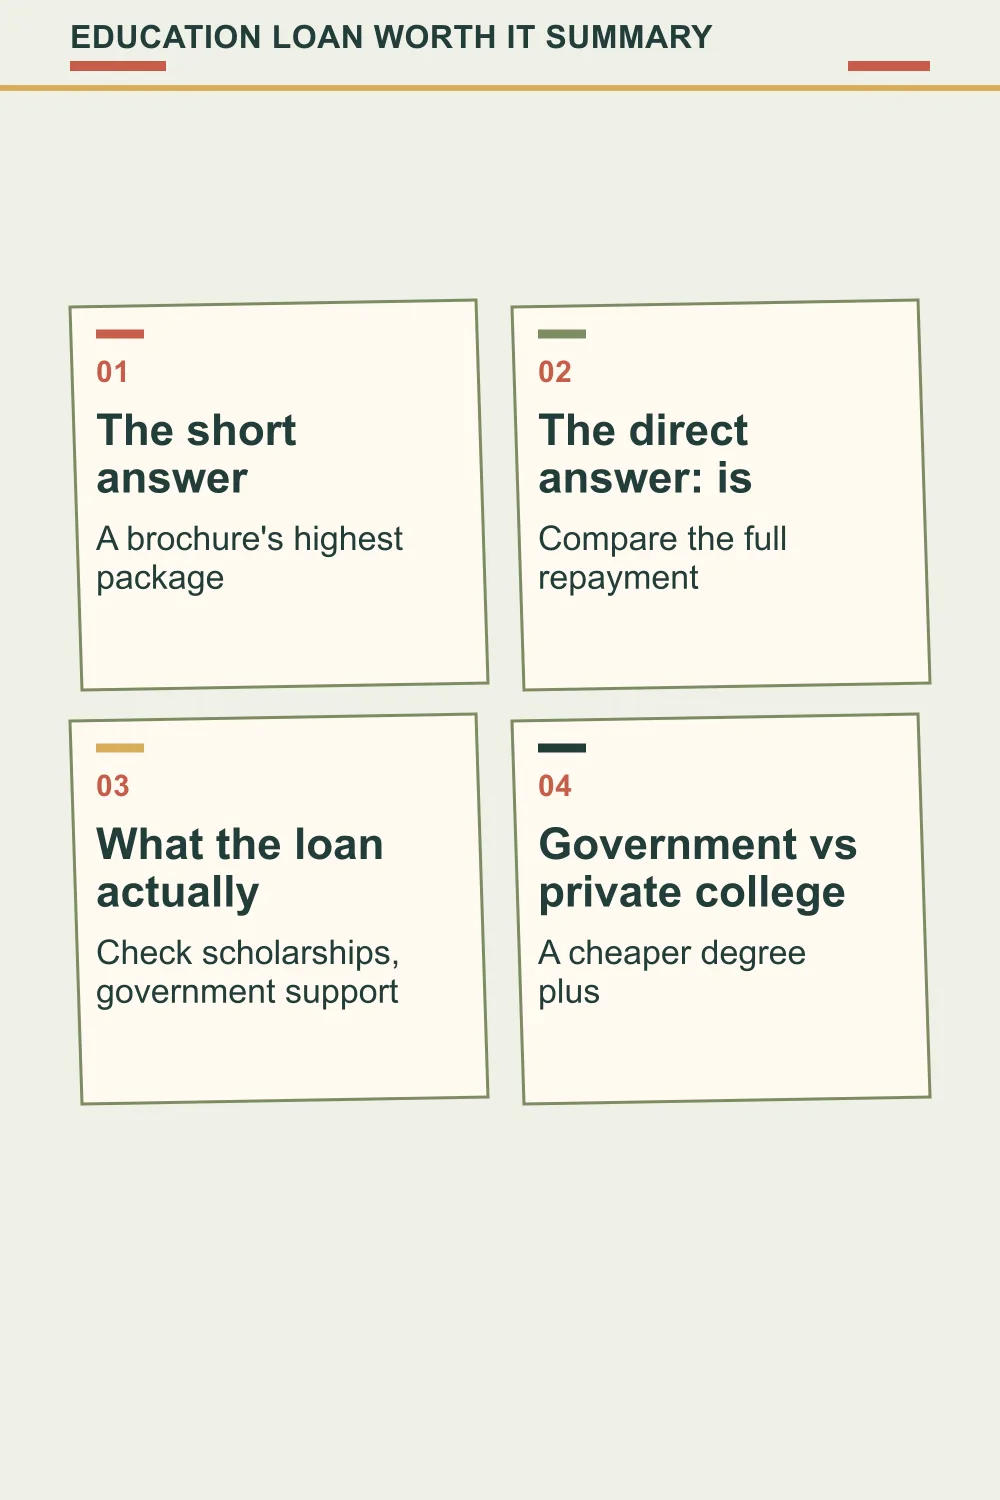 EDUCATION LOAN WORTH IT SUMMARY
01
The short
answer
A brochure's highest
package
02
The direct
answer: is
Compare the full
repayment
03
What the loan
actually
Check scholarships,
government support
04
Government vs
private college
A cheaper degree
plus